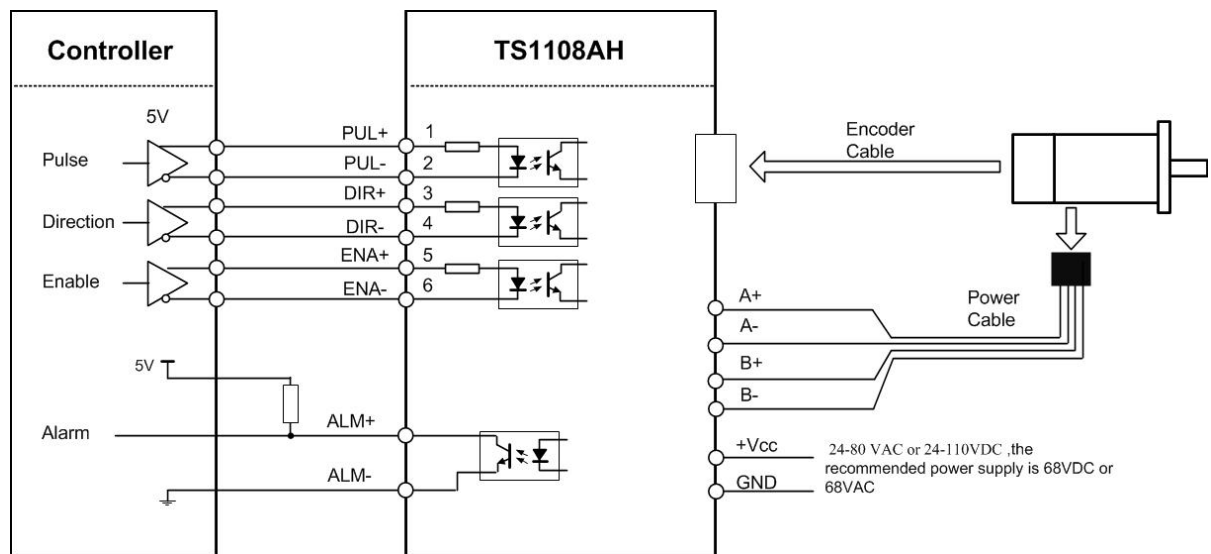 Controller
TS1108AH
5V
Pulse
PUL+
1
PUL-
2
Direction
DIR+
3
DIR-
4
Enable
ENA+
5
ENA-
6
5V
Alarm
ALM+
ALM-
Encoder
Cable
A+
A-
B+
B-
Power
Cable
+Vcc
24-80 VAC or 24-110VDC ,the
recommended power supply is 68VDC or
68VAC
GND